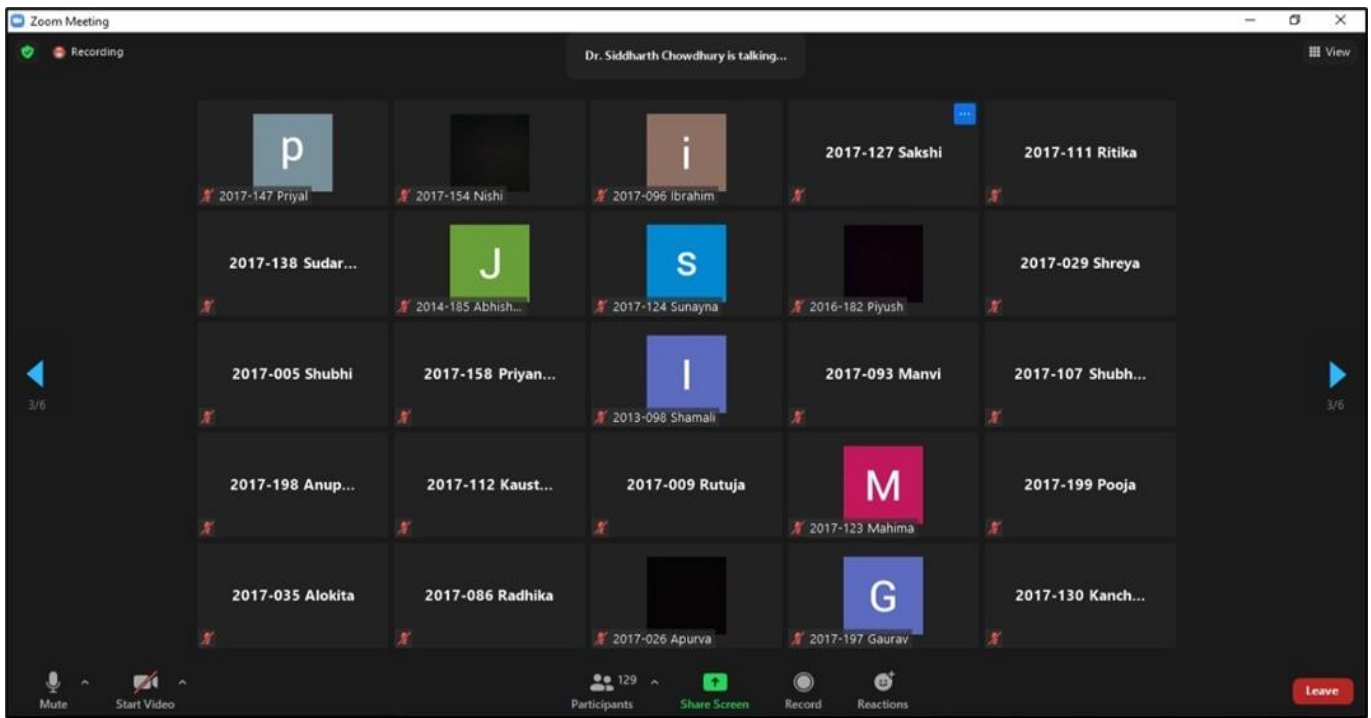 Zoom Meeting
Recording
Dr. Siddharth Chowdhury is talking...
View
p
2017-147 Priyal
2017-154 Nishi
i
2017-096 Ibrahim
2017-127 Sakshi
2017-111 Ritika
2017-138 Sudar...
J
2014-185 Abhish...
s
2017-124 Sunayna
2016-182 Piyush
2017-029 Shreya
2017-005 Shubhi
2017-158 Priyan...
I
2013-098 Shamali
2017-093 Manvi
2017-107 Shubh...
3/6
3/6
2017-198 Anup...
2017-112 Kaust...
2017-009 Rutuja
M
2017-123 Mahima
2017-199 Pooja
2017-035 Alokita
2017-086 Radhika
2017-026 Apurva
G
2017-197 Gaurav
2017-130 Kanch...
Mute
Start Video
129
Participants
Share Screen
Record
Reactions
Leave